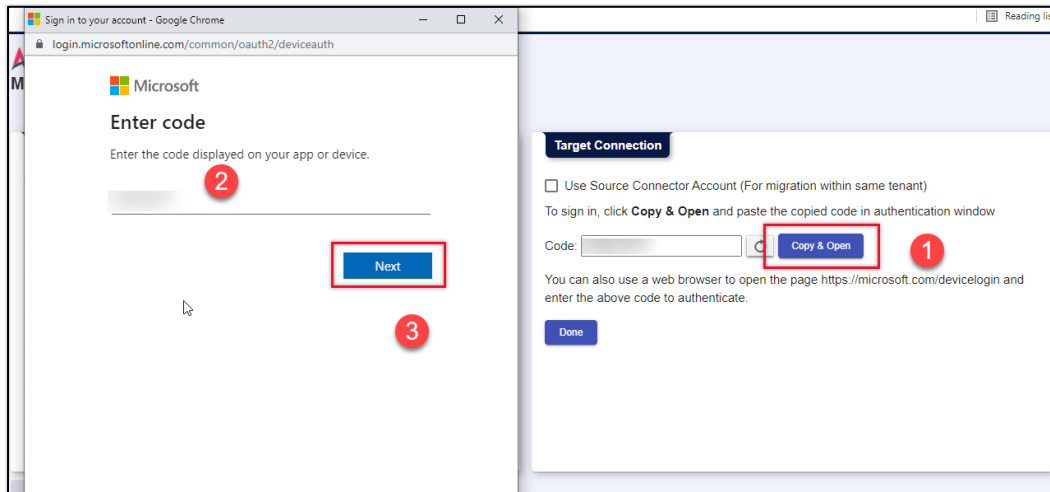 Sign in to your account - Google Chrome
login.microsoftonline.com/common/oauth2/deviceauth
Microsoft
Enter code
Enter the code displayed on your app or device.
2
Next
3
Reading lis
M
Target Connection
Use Source Connector Account (For migration within same tenant)
To sign in, click Copy & Open and paste the copied code in authentication window
Code:
Copy & Open
1
You can also use a web browser to open the page https://microsoft.com/devicelogin and
enter the above code to authenticate.
Done